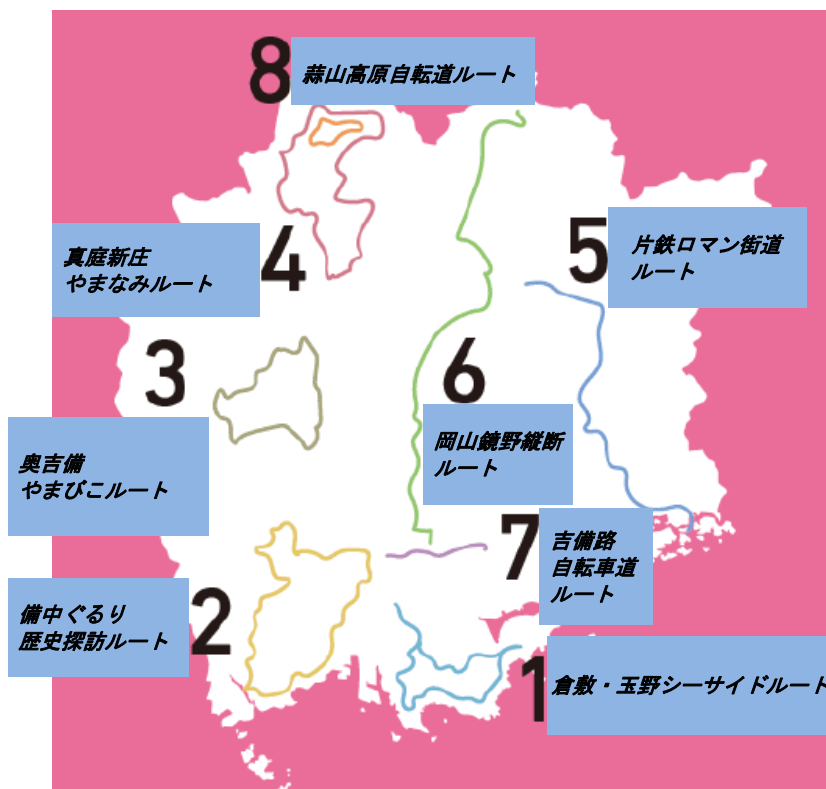 8
蒜山高原自転道ルート
真庭新庄
やまなみルート
4
5
片鉄ロマン街道
ルート
3
奥吉備
やまびこルート
6
岡山鏡野縦断
ルート
7
吉備路
自転車道
ルート
備中ぐるり
歴史探訪ルート
2
1
倉敷・玉野シーサイドルート